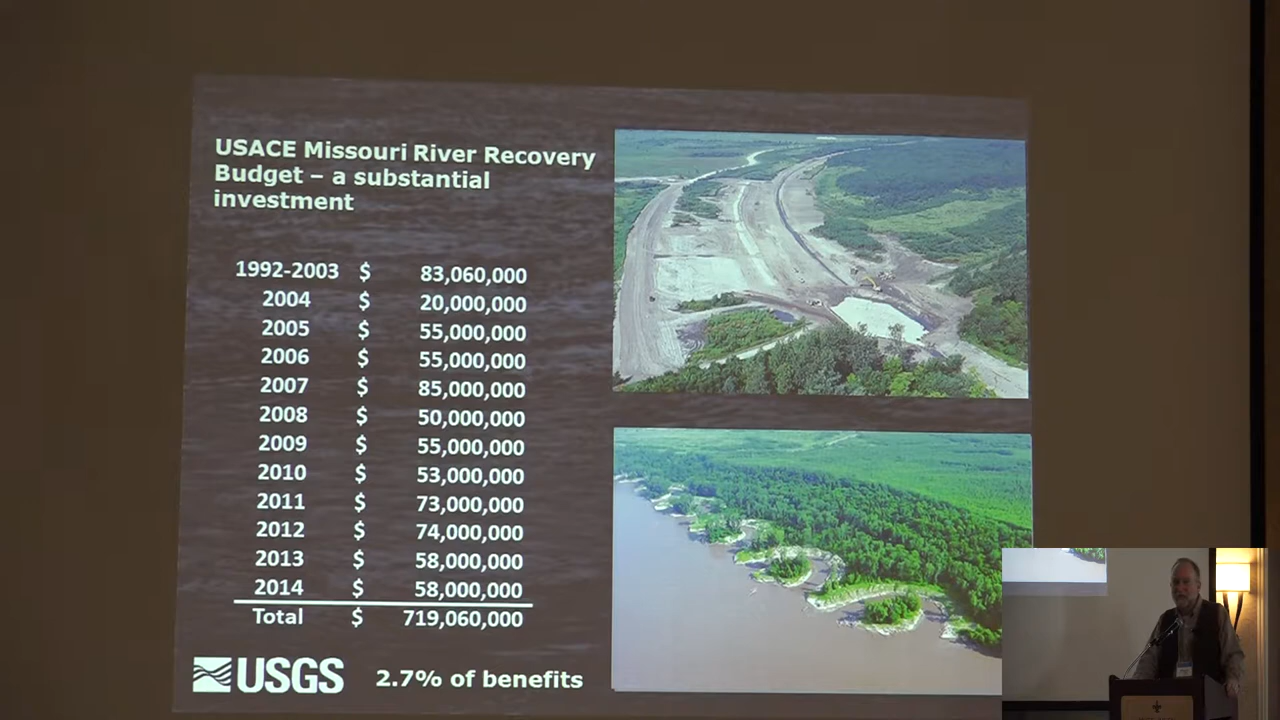 USACE Missouri River Recovery
Budget – a substantial
investment
1992-2003 $ 83,060,000
2004 $ 20,000,000
2005 $ 55,000,000
2006 $ 55,000,000
2007 $ 85,000,000
2008 $ 50,000,000
2009 $ 55,000,000
2010 $ 53,000,000
2011 $ 73,000,000
2012 $ 74,000,000
2013 $ 58,000,000
2014 $ 58,000,000
Total $ 719,060,000
USGS 2.7% of benefits